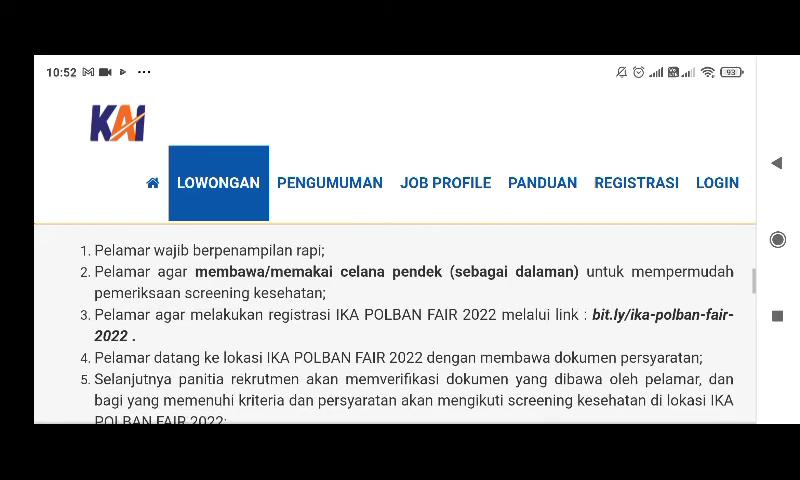 10:52
93
KAI
LOWONGAN PENGUMUMAN JOB PROFILE PANDUAN REGISTRASI LOGIN
1. Pelamar wajib berpenampilan rapi;
2. Pelamar agar membawa/memakai celana pendek (sebagai dalaman) untuk mempermudah
pemeriksaan screening kesehatan;
3. Pelamar agar melakukan registrasi IKA POLBAN FAIR 2022 melalui link : bit.ly/ika-polban-fair-
2022 .
4. Pelamar datang ke lokasi IKA POLBAN FAIR 2022 dengan membawa dokumen persyaratan;
5. Selanjutnya panitia rekrutmen akan memverifikasi dokumen yang dibawa oleh pelamar, dan
bagi yang memenuhi kriteria dan persyaratan akan mengikuti screening kesehatan di lokasi IKA
POLBAN FAIR 2022;